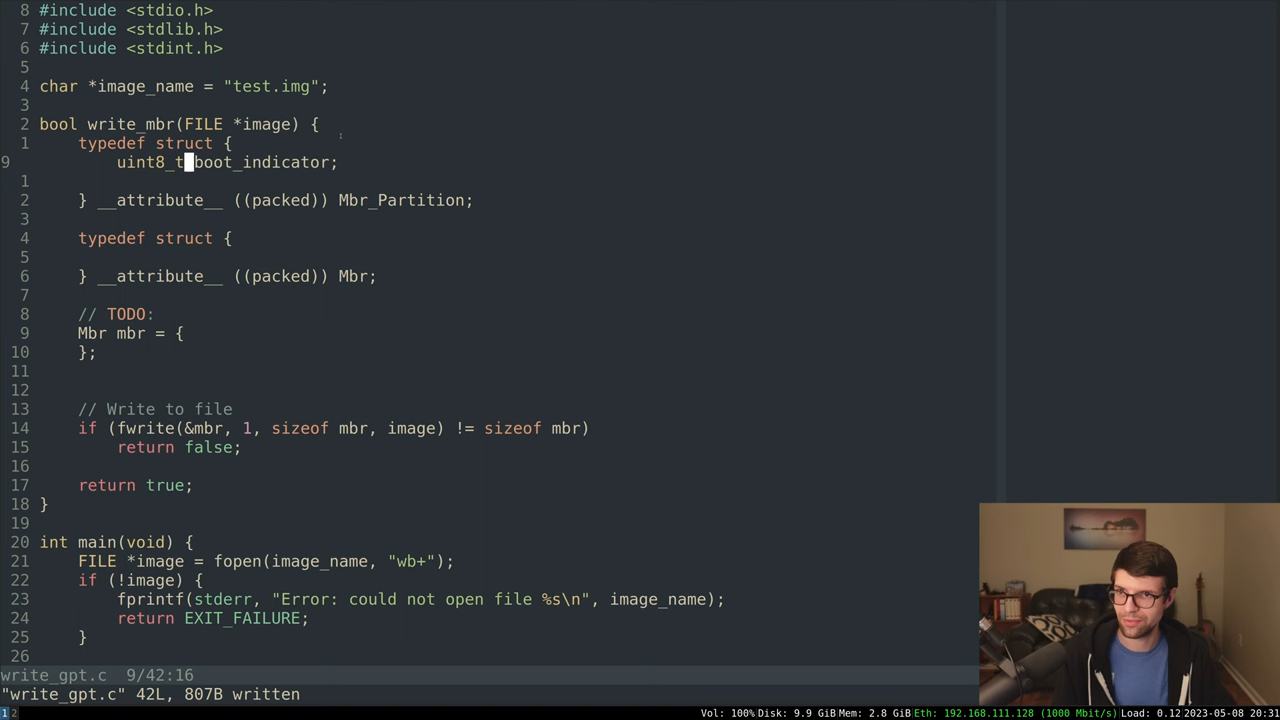 8 #include <stdio.h>
7 #include <stdlib.h>
6 #include <stdint.h>
5
4 char *image_name = "test.img";
3
2 bool write_mbr(FILE *image) {
1     typedef struct {
9         uint8_t boot_indicator;
1
2     } __attribute__ ((packed)) Mbr_Partition;
3
4     typedef struct {
5
6     } __attribute__ ((packed)) Mbr;
7
8     // TODO:
9     Mbr mbr = {
10     };
11
12
13     // Write to file
14     if (fwrite(&mbr, 1, sizeof mbr, image) != sizeof mbr)
15         return false;
16
17     return true;
18 }
19
20 int main(void) {
21     FILE *image = fopen(image_name, "wb+");
22     if (!image) {
23         fprintf(stderr, "Error: could not open file %s\n", image_name);
24         return EXIT_FAILURE;
25     }
26
write_gpt.c  9/42:16
"write_gpt.c" 42L, 807B written
1 2 Vol: 100% Disk: 9.9 GiB Mem: 2.8 GiB Eth: 192.168.111.128 (1000 Mbit/s) Load: 0.12 2023-05-08 20:31